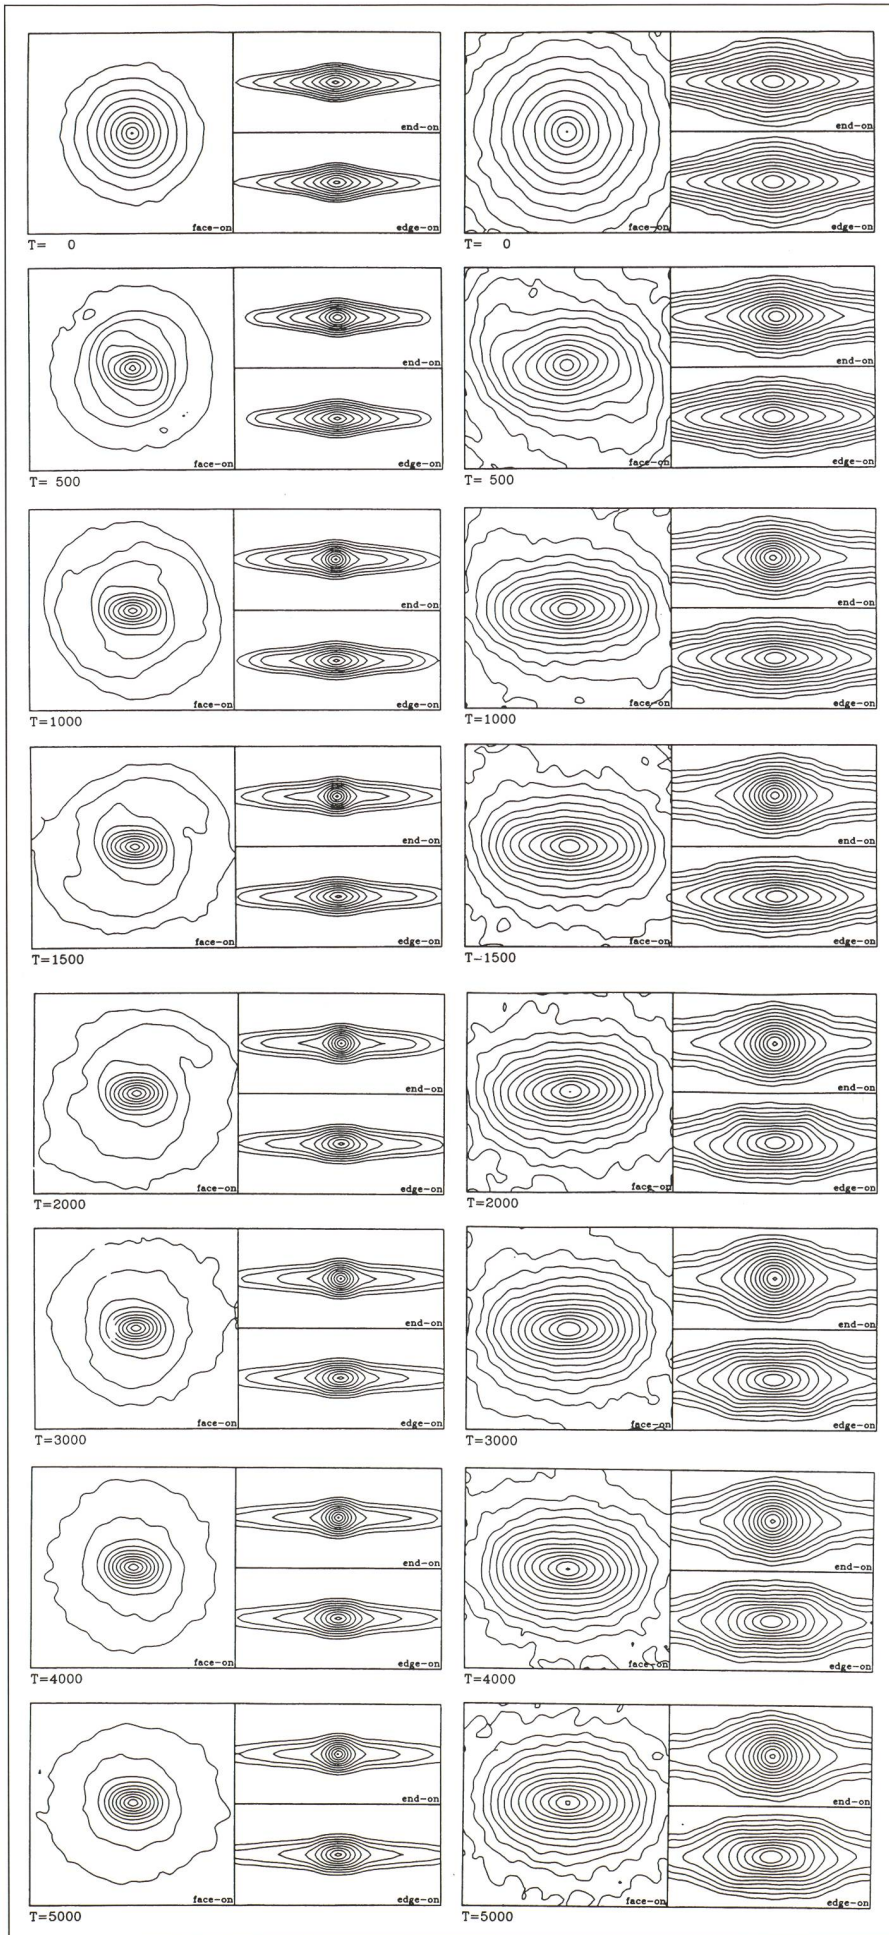 end-on
end-on
face-on
edge-on
face-on
edge-on
T= 0
T= 0
end-on
end-on
face-on
edge-on
face-on
edge-on
T= 500
T= 500
end-on
end-on
face-on
edge-on
face-on
edge-on
T=1000
T=1000
end-on
end-on
face-on
edge-on
face-on
edge-on
T=1500
T-1500
end-on
end-on
face-on
edge-on
face-on
edge-on
T=2000
T=2000
end-on
end-on
face-on
edge-on
face-on
edge-on
T=3000
T=3000
end-on
end-on
face-on
edge-on
face-on
edge-on
T=4000
T=4000
end-on
end-on
face-on
edge-on
face-on
edge-on
T=5000
T=5000